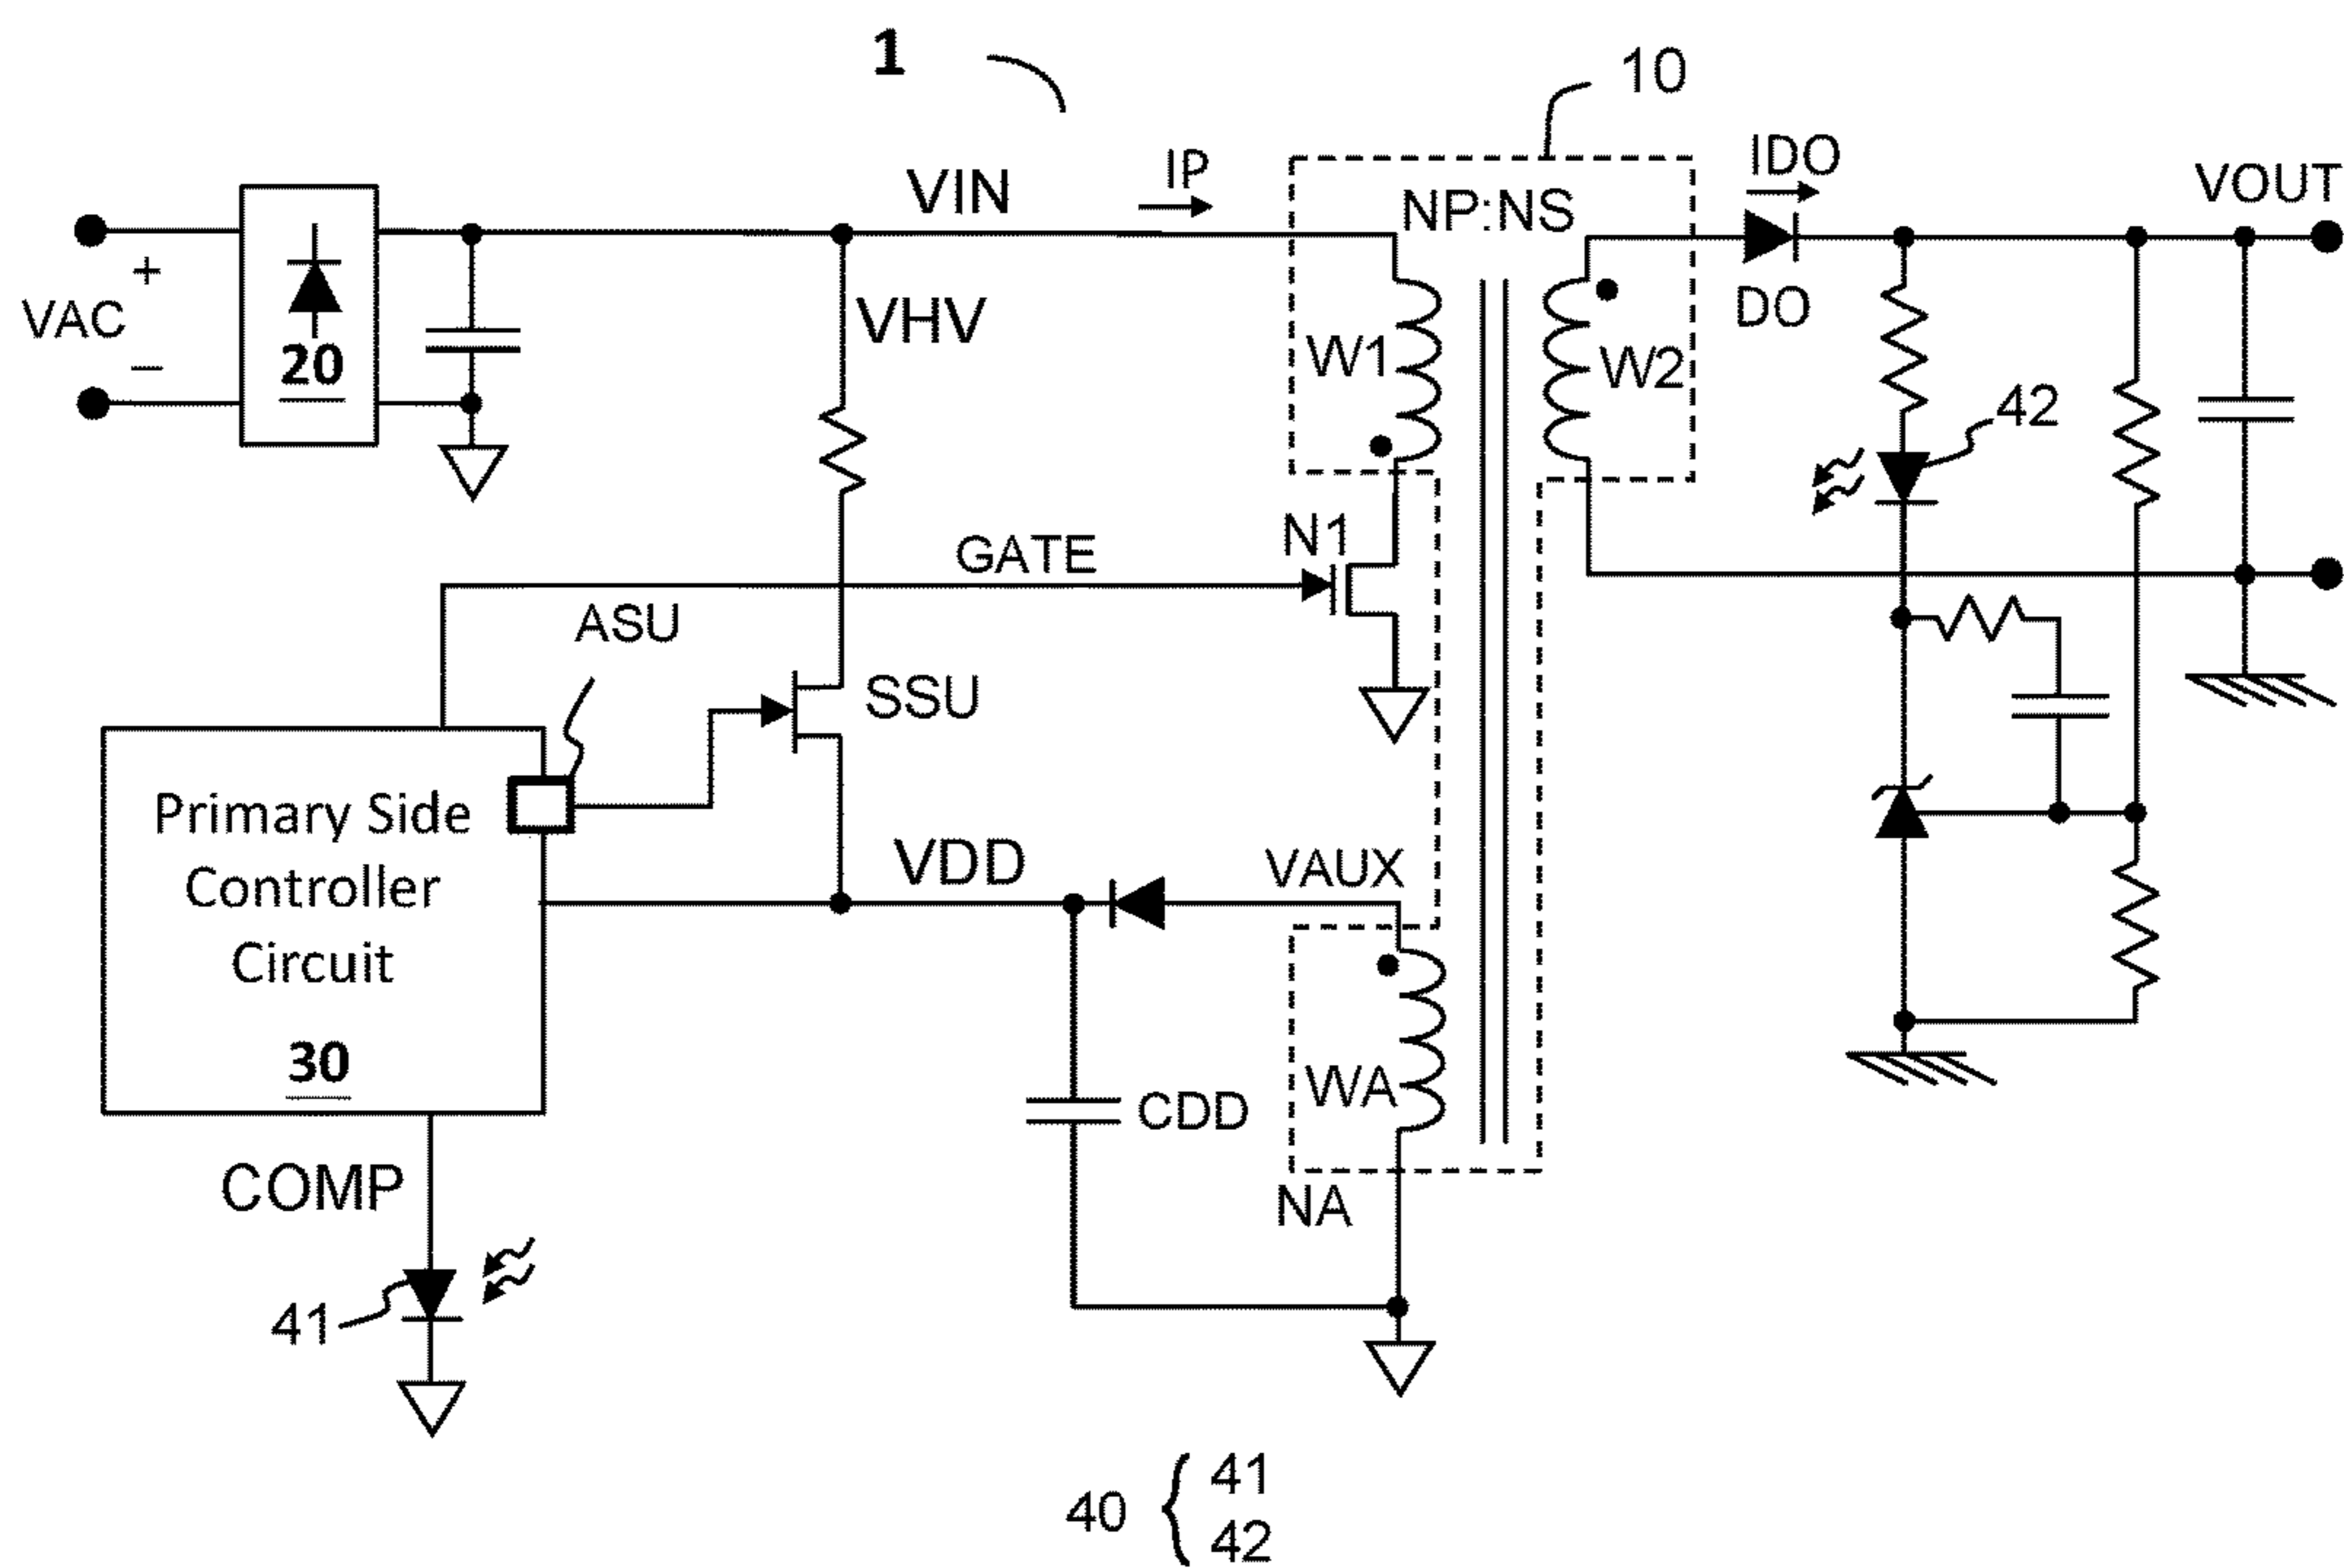 1
10
IP
IDO
VIN
NP:NS
VOUT
+
VAC
−
20
VHV
W1
W2
DO
42
N1
GATE
ASU
SSU
Primary Side
Controller
Circuit
30
VDD
VAUX
WA
CDD
NA
COMP
41
40 { 41
42